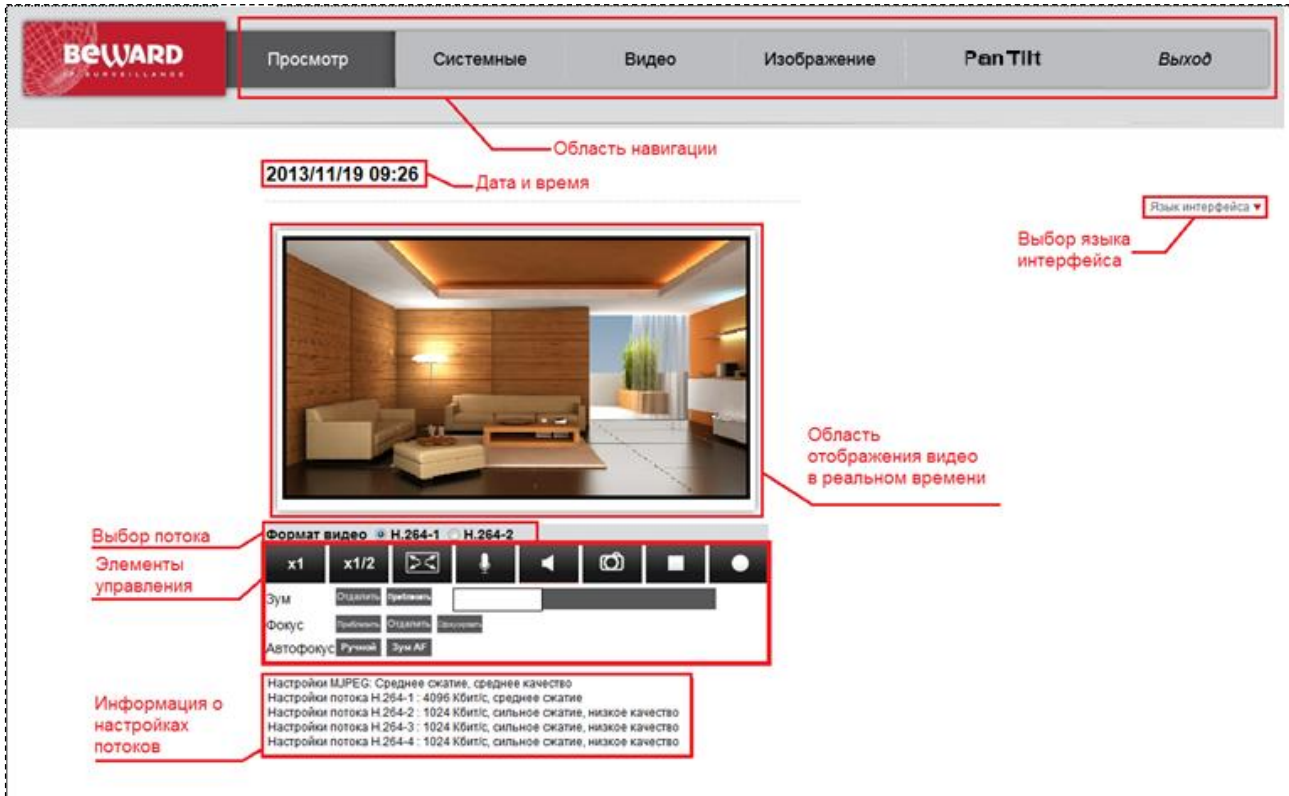 BEWARD
IP SURVEILLANCE
Просмотр
Системные
Видео
Изображение
Pan Tilt
Выход
Область навигации
2013/11/19 09:26
Дата и время
Язык интерфейса
Выбор языка
интерфейса
Область
отображения видео
в реальном времени
Выбор потока
Формат видео H.264-1 H.264-2
Элементы
управления
x1 x1/2
Зум Отдалить Приблизить
Фокус Приблизить Отдалить Сфокусировать
Автофокус Ручной Зум AF
Информация о
настройках
потоков
Настройки MJPEG: Среднее сжатие, среднее качество
Настройки потока H.264-1 : 4096 Кбит/с, среднее сжатие
Настройки потока H.264-2 : 1024 Кбит/с, сильное сжатие, низкое качество
Настройки потока H.264-3 : 1024 Кбит/с, сильное сжатие, низкое качество
Настройки потока H.264-4 : 1024 Кбит/с, сильное сжатие, низкое качество